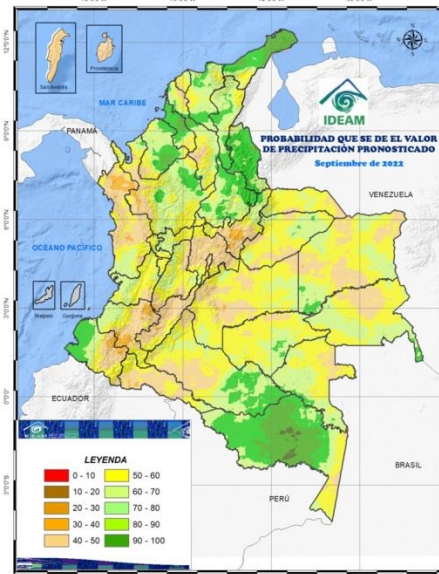 San Andrés
Providencia
MAR CARIBE
PANAMÁ
IDEAM
PROBABILIDAD QUE SE DE EL VALOR
DE PRECIPITACIÓN PRONOSTICADO
Septiembre de 2022
VENEZUELA
OCÉANO PACÍFICO
Malpelo
Gorgona
ECUADOR
BRASIL
PERÚ
LEYENDA
0 - 10
50 - 60
10 - 20
60 - 70
20 - 30
70 - 80
30 - 40
80 - 90
40 - 50
90 - 100